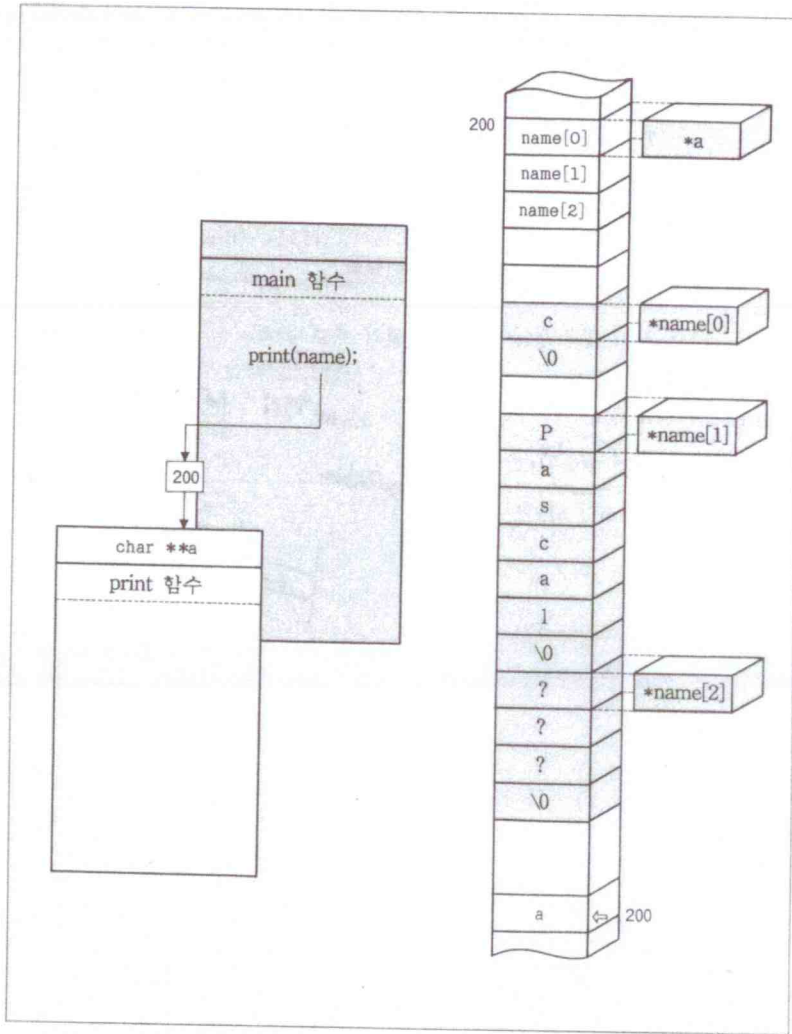 main 함수
print(name);
200
char **a
print 함수
200
name[0]
*a
name[1]
name[2]
c
*name[0]
\0
P
*name[1]
a
s
c
a
l
\0
?
*name[2]
?
?
\0
a
⇦ 200